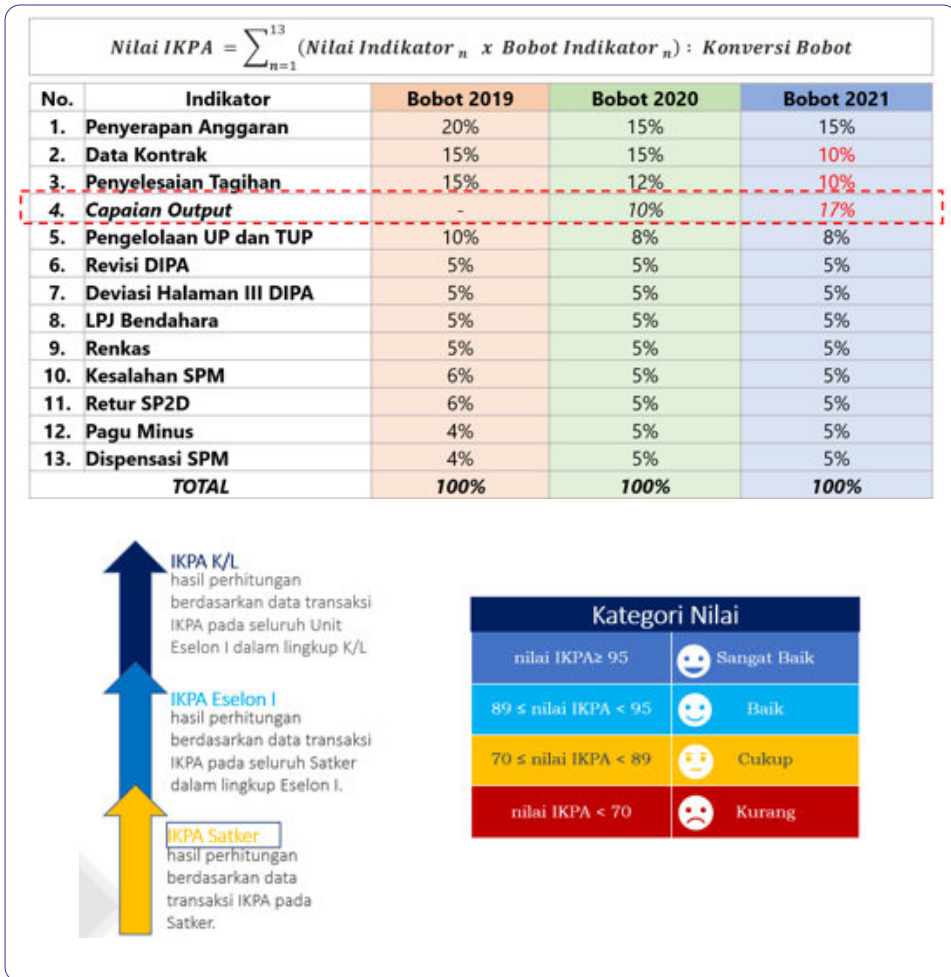 Nilai IKPA = ∑ 13 n=1 (Nilai Indikator n x Bobot Indikator n) : Konversi Bobot
No. Indikator Bobot 2019 Bobot 2020 Bobot 2021
1. Penyerapan Anggaran 20% 15% 15%
2. Data Kontrak 15% 15% 10%
3. Penyelesaian Tagihan 15% 12% 10%
4. Capaian Output - 10% 17%
5. Pengelolaan UP dan TUP 10% 8% 8%
6. Revisi DIPA 5% 5% 5%
7. Deviasi Halaman III DIPA 5% 5% 5%
8. LPJ Bendahara 5% 5% 5%
9. Renkas 5% 5% 5%
10. Kesalahan SPM 6% 5% 5%
11. Retur SP2D 6% 5% 5%
12. Pagu Minus 4% 5% 5%
13. Dispensasi SPM 4% 5% 5%
TOTAL 100% 100% 100%
IKPA K/L
hasil perhitungan
berdasarkan data transaksi
IKPA pada seluruh Unit
Eselon I dalam lingkup K/L
IKPA Eselon I
hasil perhitungan
berdasarkan data transaksi
IKPA pada seluruh Satker
dalam lingkup Eselon I.
IKPA Satker
hasil perhitungan
berdasarkan data
transaksi IKPA pada
Satker.
Kategori Nilai
nilai IKPA≥ 95 Sangat Baik
89 ≤ nilai IKPA < 95 Baik
70 ≤ nilai IKPA < 89 Cukup
nilai IKPA < 70 Kurang